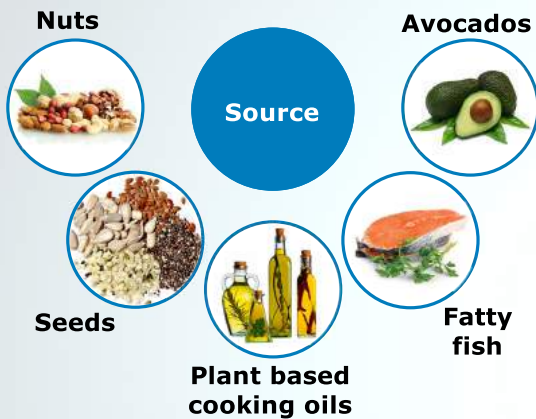 Nuts
Avocados
Source
Seeds
Fatty
fish
Plant based
cooking oils